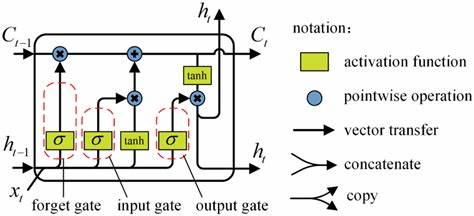 h_t
C_{t-1}
C_t
tanh
h_{t-1}
σ
σ
tanh
σ
h_t
x_t
forget gate
input gate
output gate
notation:
activation function
pointwise operation
vector transfer
concatenate
copy